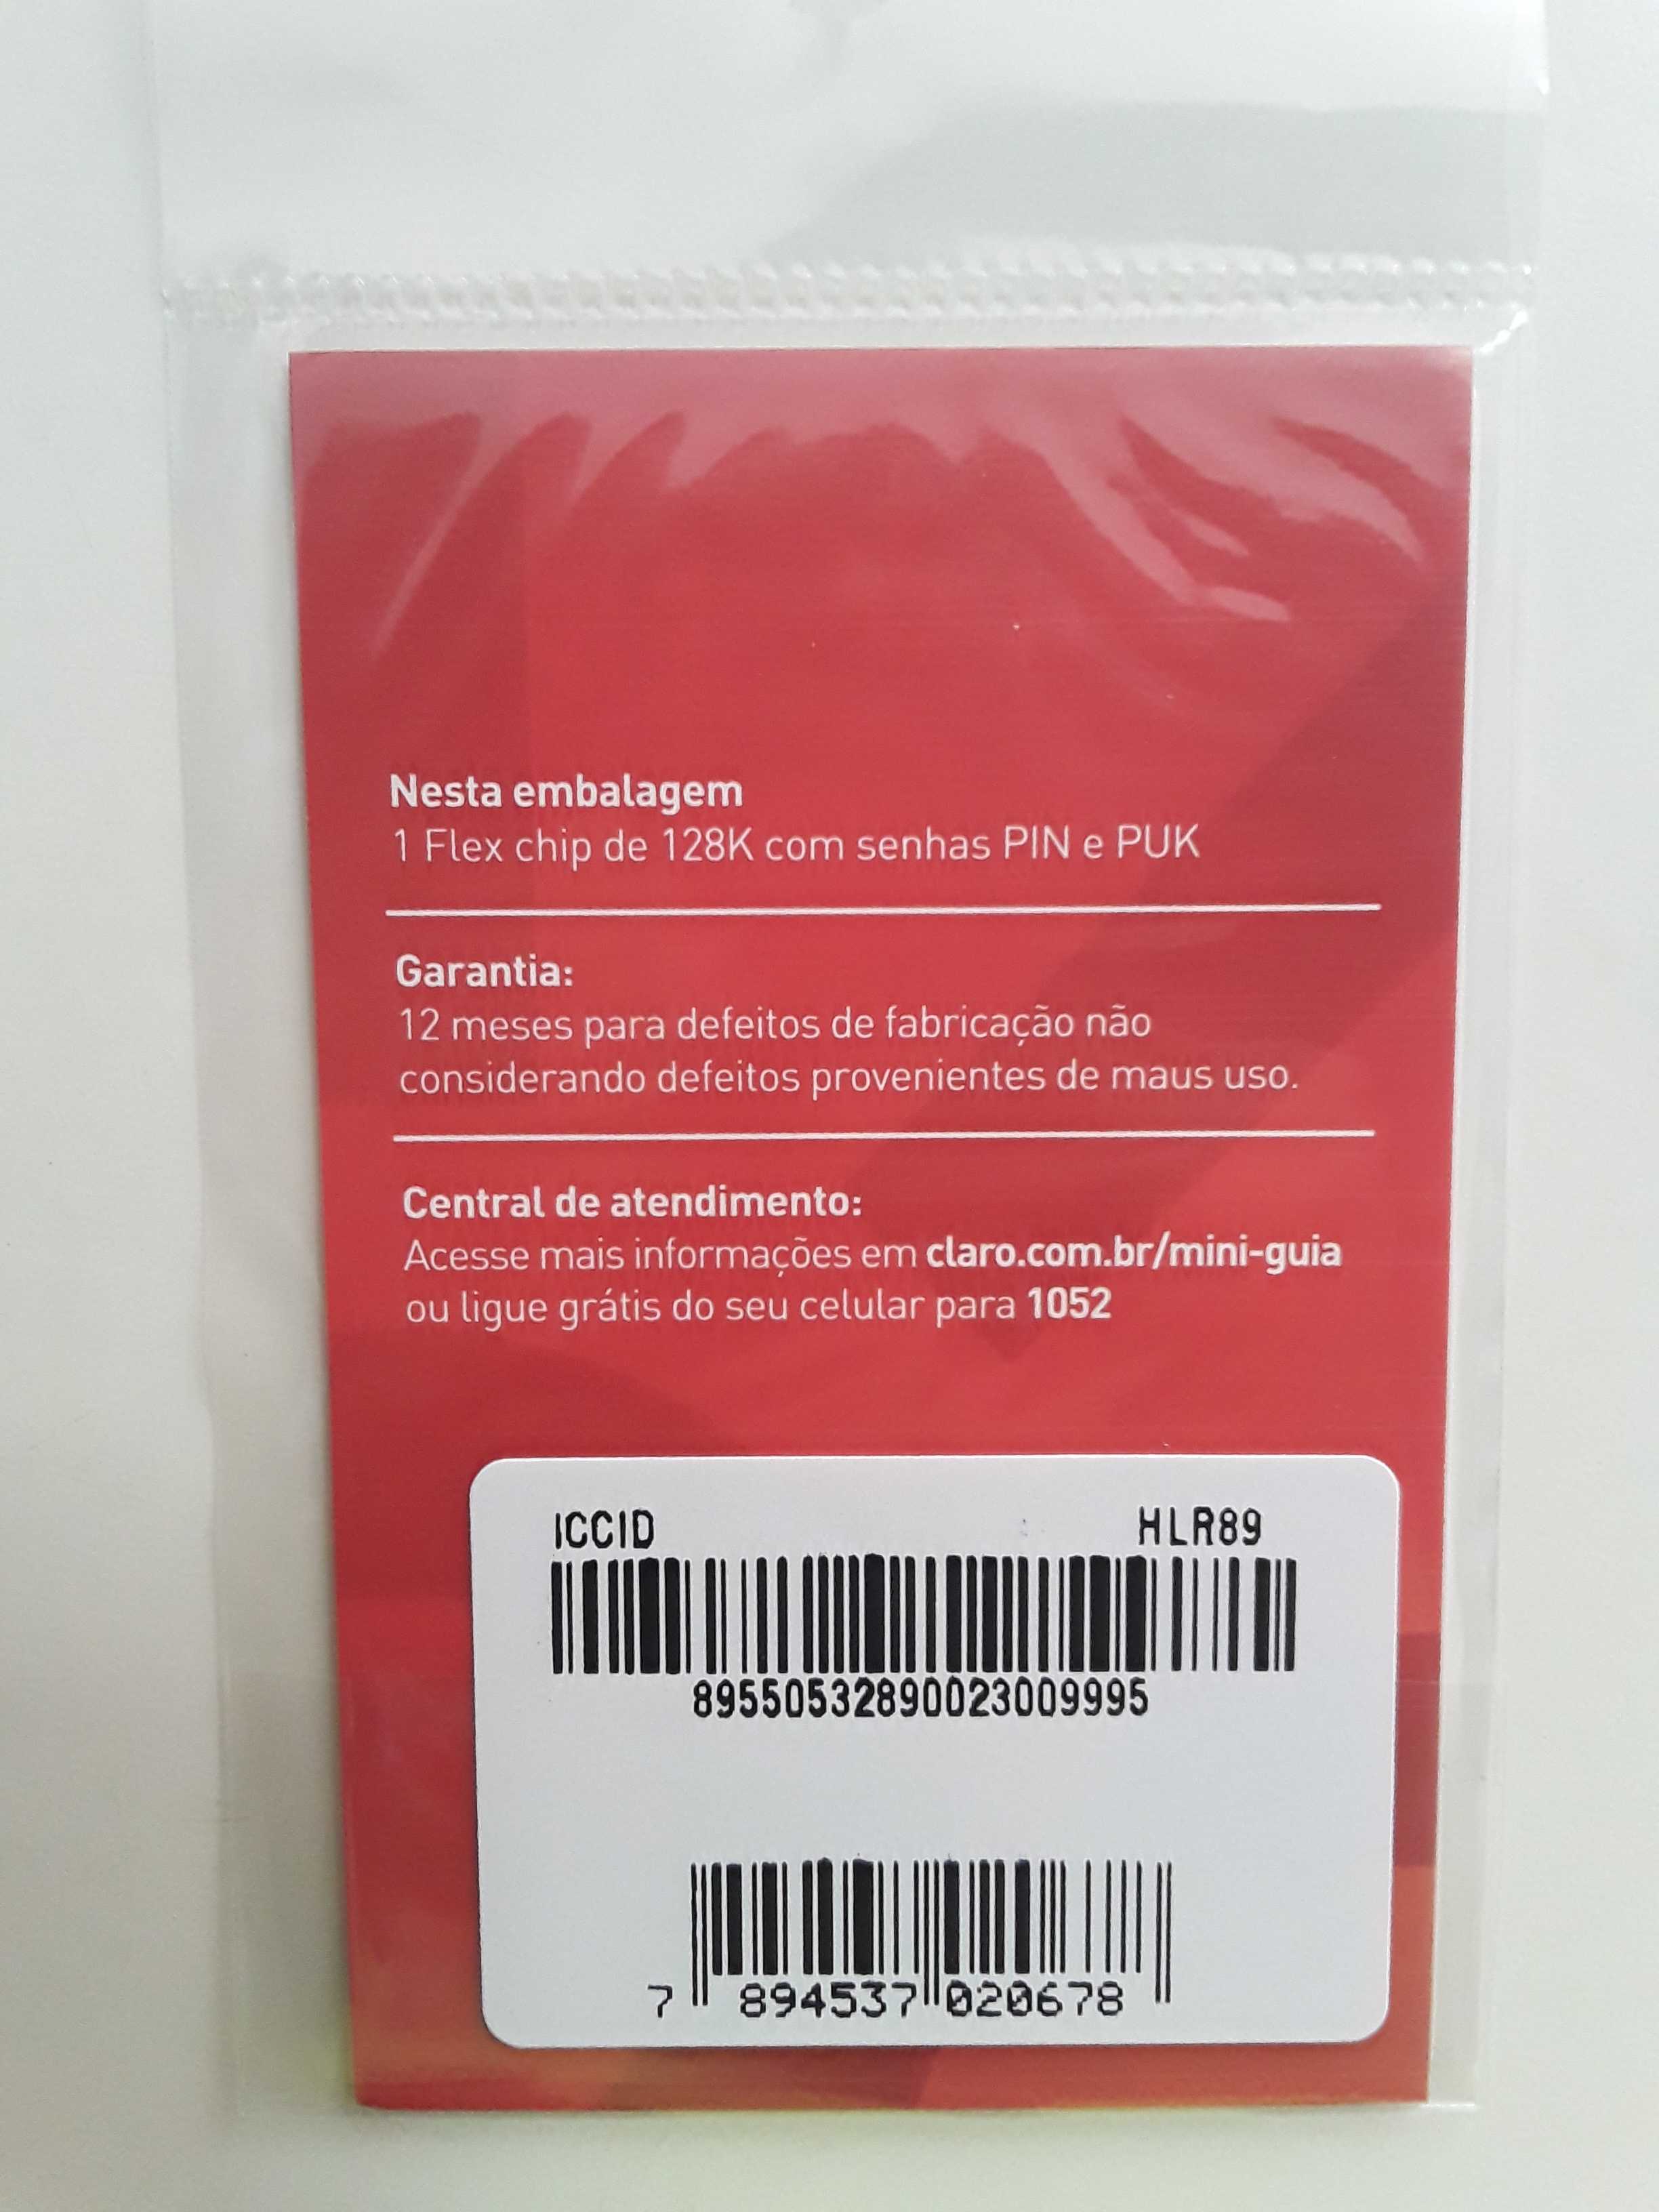 Nesta embalagem
1 Flex chip de 128K com senhas PIN e PUK
Garantia:
12 meses para defeitos de fabricação não
considerando defeitos provenientes de maus uso.
Central de atendimento:
Acesse mais informações em claro.com.br/mini-guia
ou ligue grátis do seu celular para 1052
ICCID HLR89
89550532890023009995
7 894537 020678